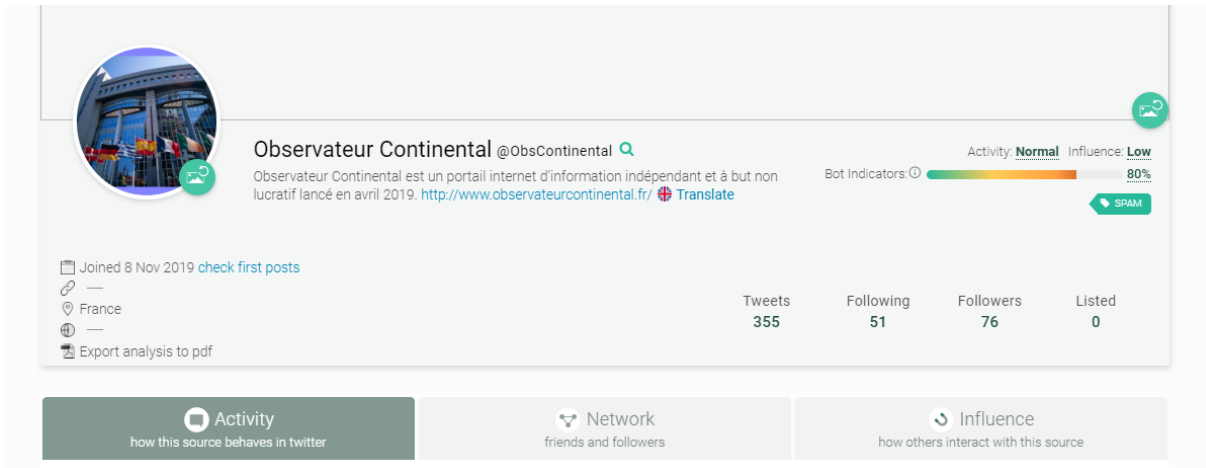 Observateur Continental @ObsContinental
Observateur Continental est un portail internet d'information indépendant et à but non
lucratif lancé en avril 2019. http://www.observateurcontinental.fr/ Translate
Activity: Normal Influence: Low
Bot Indicators: 80%
SPAM
Joined 8 Nov 2019 check first posts
—
France
—
Export analysis to pdf
Tweets Following Followers Listed
355 51 76 0
Activity
how this source behaves in twitter
Network
friends and followers
Influence
how others interact with this source